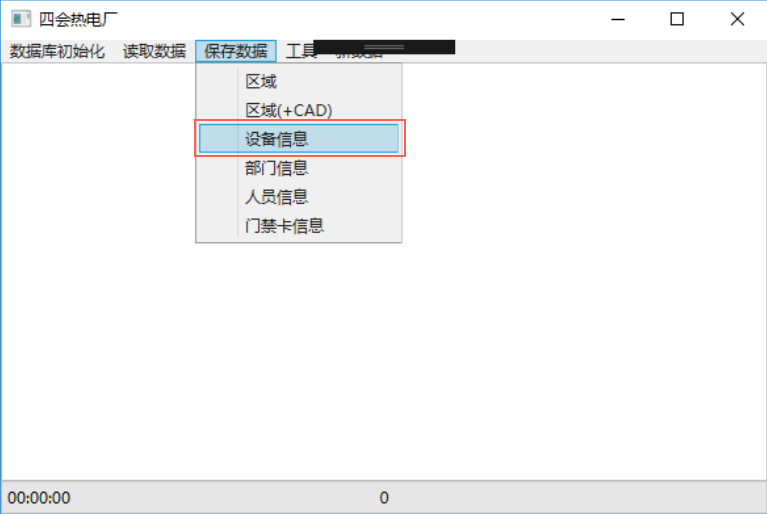 四会热电厂
数据库初始化 读取数据 保存数据 工具
区域
区域(+CAD)
设备信息
部门信息
人员信息
门禁卡信息
00:00:00 0